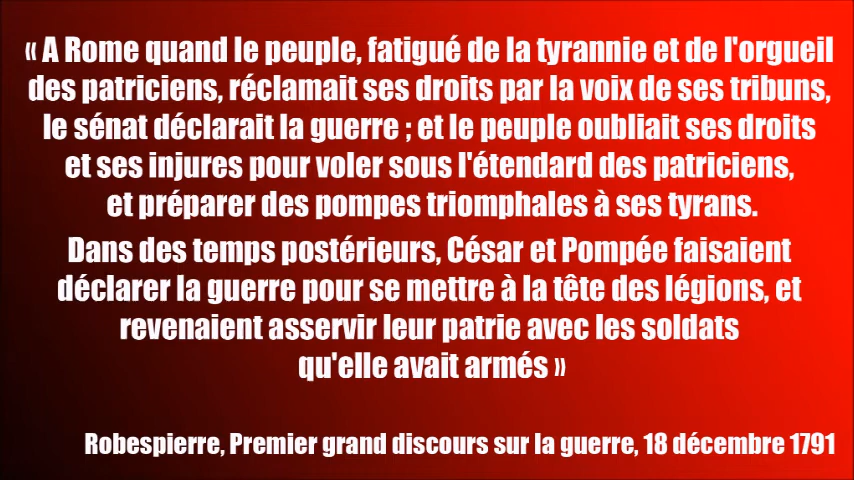 « A Rome quand le peuple, fatigué de la tyrannie et de l'orgueil
des patriciens, réclamait ses droits par la voix de ses tribuns,
le sénat déclarait la guerre ; et le peuple oubliait ses droits
et ses injures pour voler sous l'étendard des patriciens,
et préparer des pompes triomphales à ses tyrans.
Dans des temps postérieurs, César et Pompée faisaient
déclarer la guerre pour se mettre à la tête des légions, et
revenaient asservir leur patrie avec les soldats
qu'elle avait armés »
Robespierre, Premier grand discours sur la guerre, 18 décembre 1791